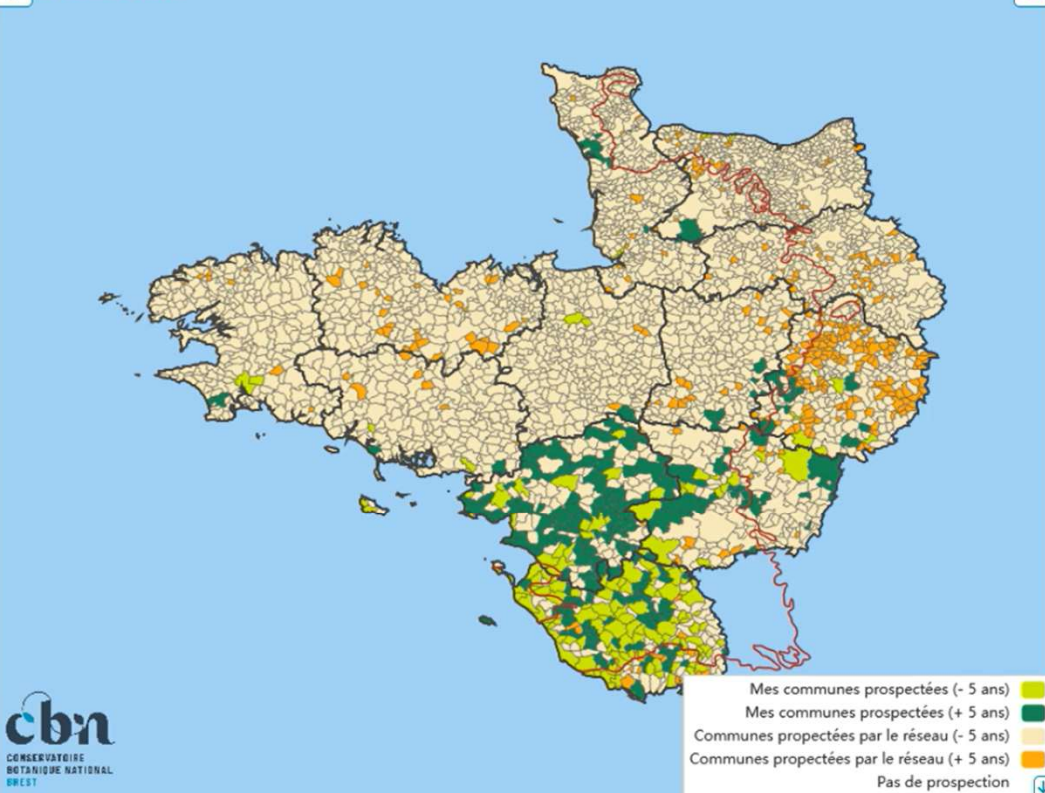 Mes communes prospectées (- 5 ans)
Mes communes prospectées (+ 5 ans)
Communes propectées par le réseau (- 5 ans)
Communes propectées par le réseau (+ 5 ans)
Pas de prospection
cbn
CONSERVATOIRE
BOTANIQUE NATIONAL
BREST